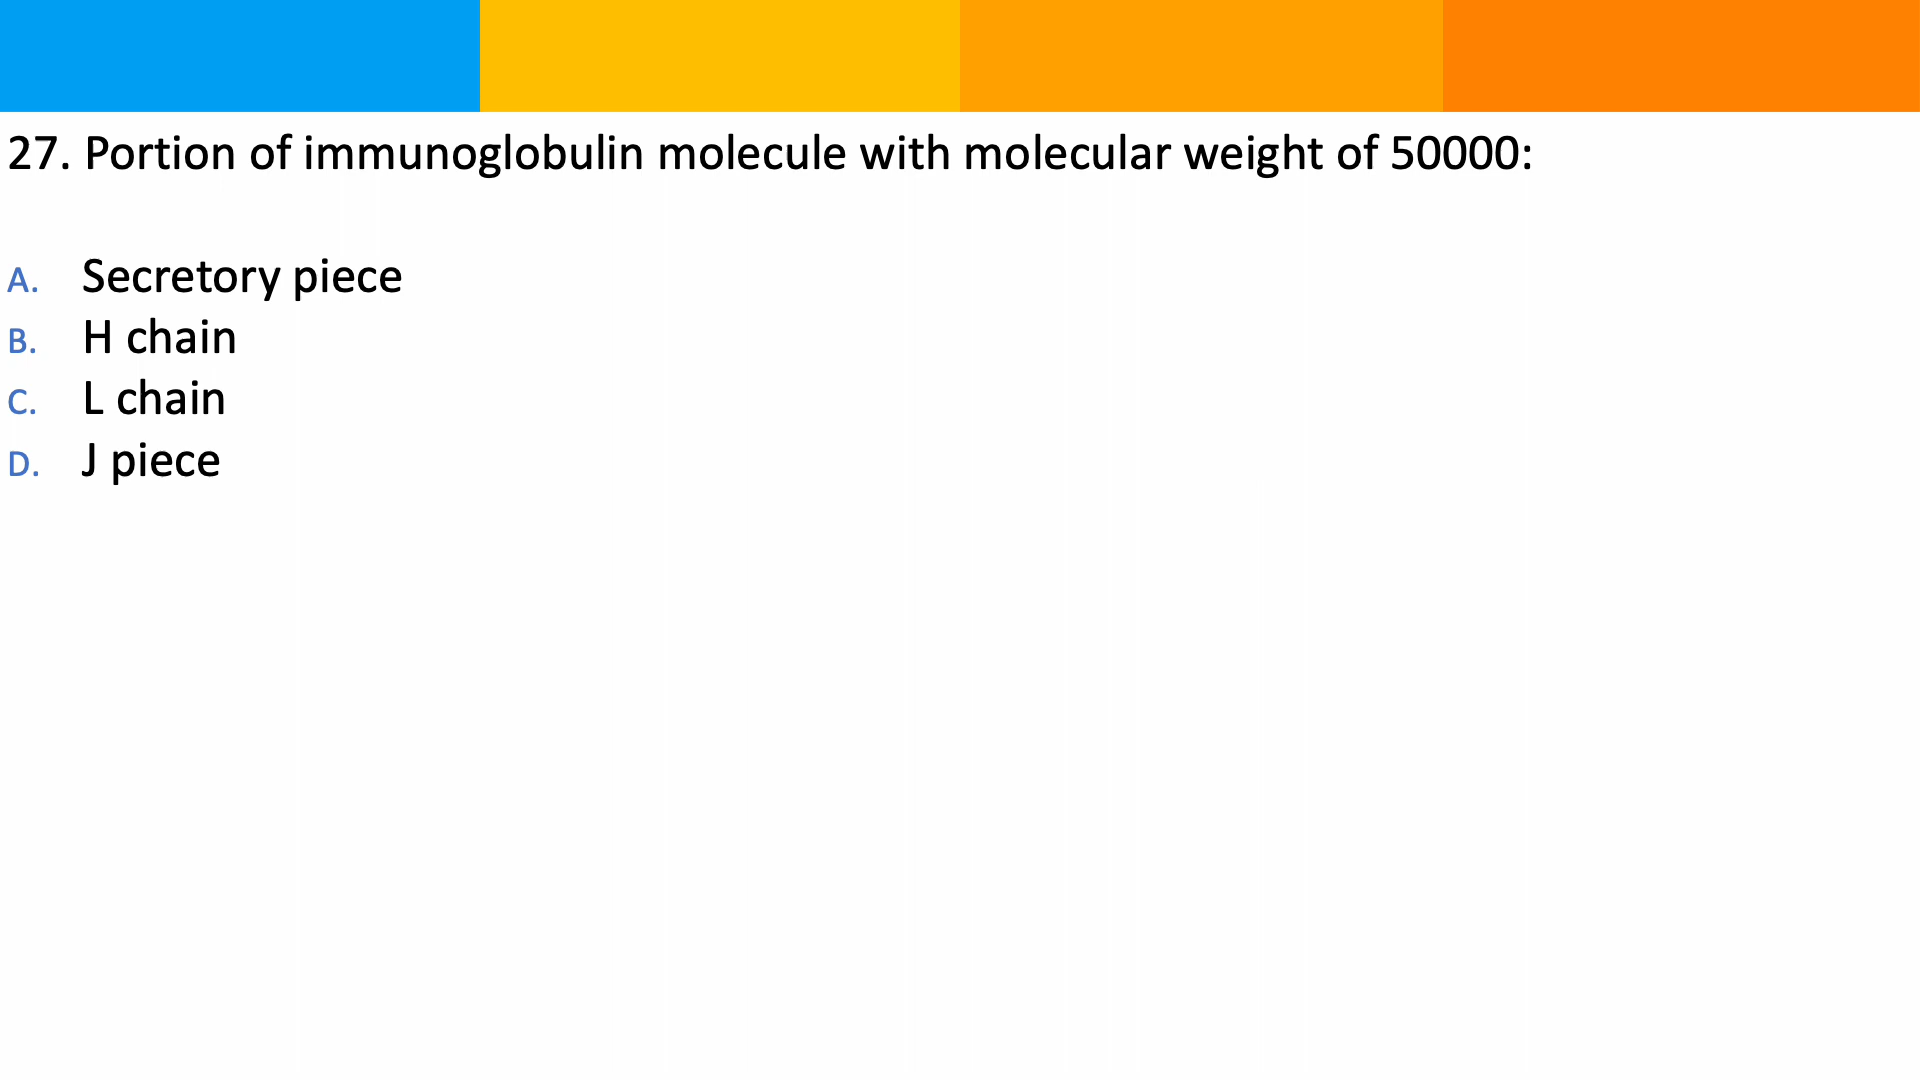 27. Portion of immunoglobulin molecule with molecular weight of 50000:
A. Secretory piece
B. H chain
C. L chain
D. J piece